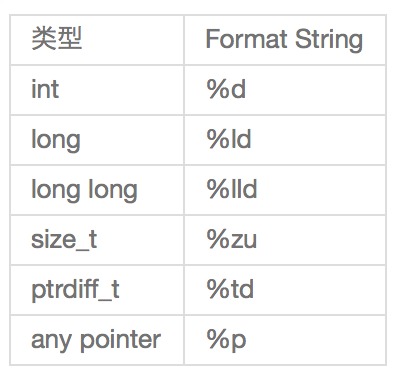 类型 Format String
int %d
long %ld
long long %lld
size_t %zu
ptrdiff_t %td
any pointer %p